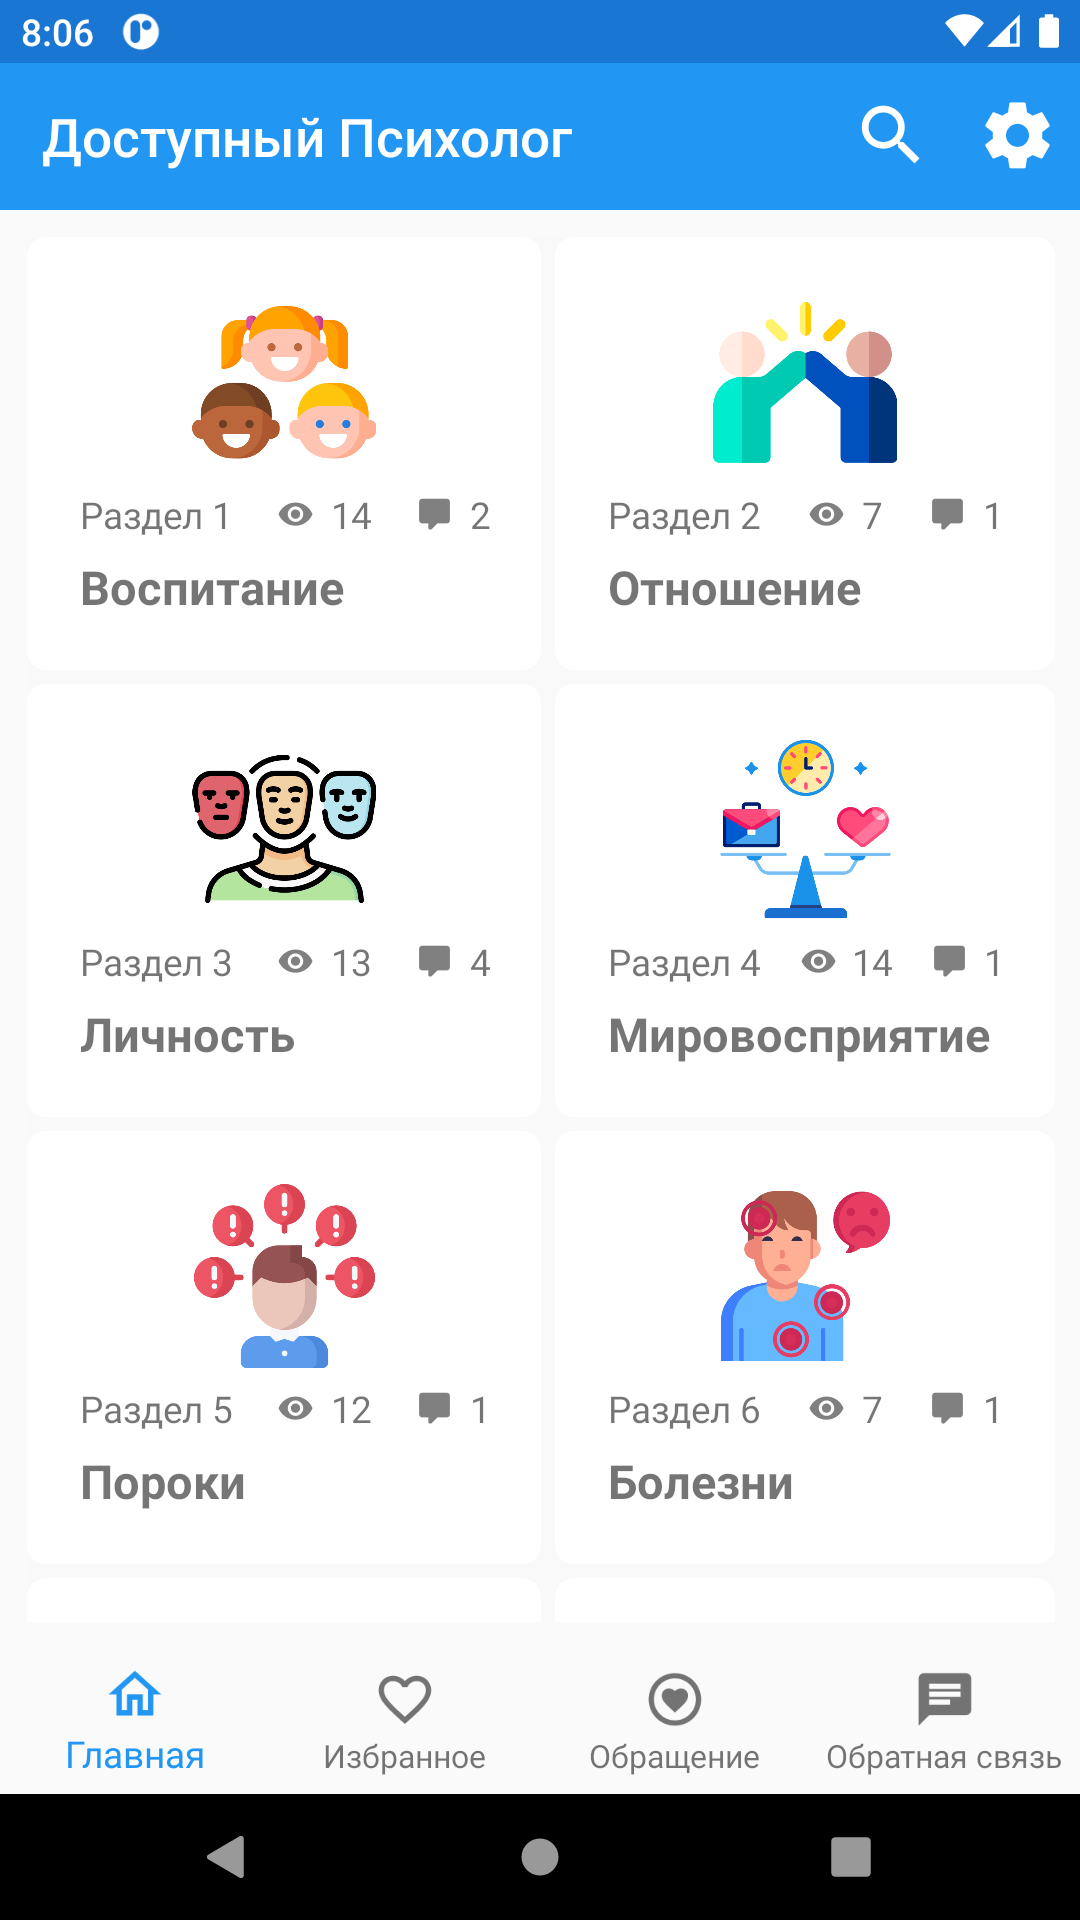 8:06
Доступный Психолог
Раздел 1 14 2
Воспитание
Раздел 2 7 1
Отношение
Раздел 3 13 4
Личность
Раздел 4 14 1
Мировосприятие
Раздел 5 12 1
Пороки
Раздел 6 7 1
Болезни
Главная
Избранное
Обращение
Обратная связь